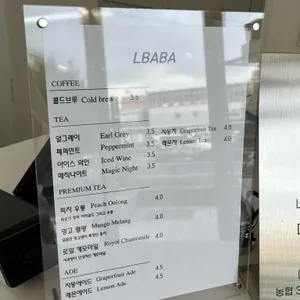 LBABA
COFFEE
콜드브루 Cold brew 3.5
TEA
얼그레이 Earl Grey 3.5 자몽차 Grapefruit Tea 4.0
페퍼민트 Peppermint 3.5 레몬차 Lemon Tea 4.0
아이스 와인 Iced Wine 3.5
매직나이트 Magic Night 3.5
PREMIUM TEA
피치 우롱 Peach Oolong 4.0
망고 멜랑 Mango Melang 4.0
로얄 캐모마일 Royal Chamomile 4.0
ADE
자몽에이드 Grapefruit Ade 4.5
레몬에이드 Lemon Ade 4.5
농협 3